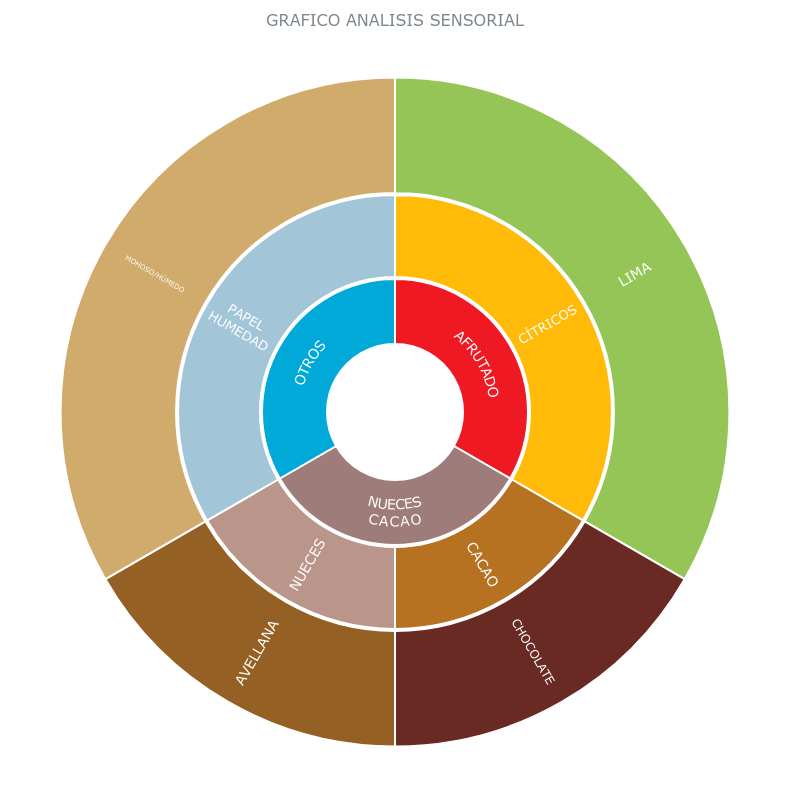 GRAFICO ANALISIS SENSORIAL
LIMA
MOHOSO/HÚMEDO
CÍTRICOS
PAPEL
HUMEDAD
AFRUTADO
OTROS
NUECES
CACAO
NUECES
CACAO
AVELLANA
CHOCOLATE